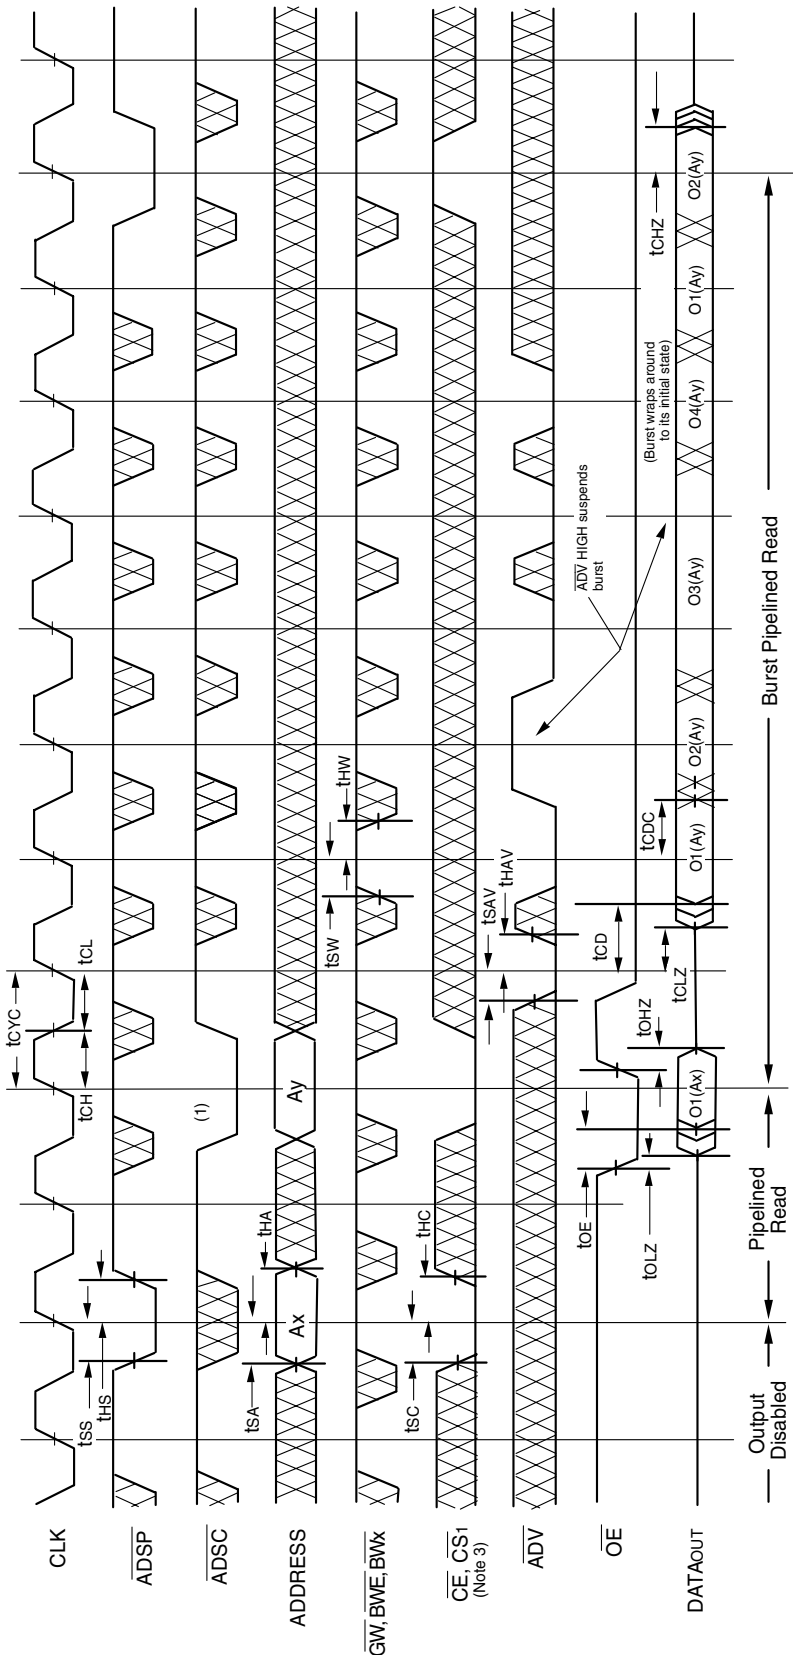 CLK
tCYC
tCH
tCL
tSS
tHS
ADSP
ADSC
(1)
tSA
tHA
ADDRESS
Ax
Ay
tSW
tHW
GW, BWE, BWx
tSC
tHC
CE, CS1
(Note 3)
tSAV
tHAV
ADV
ADV HIGH suspends
burst
OE
tOE
tOHZ
tCD
tOLZ
tCLZ
tCDC
(Burst wraps around
to its initial state)
tCHZ
DATAOUT
O1(Ax)
O1(Ay)
O2(Ay)
O3(Ay)
O4(Ay)
O1(Ay)
O2(Ay)
Output
Disabled
Pipelined
Read
Burst Pipelined Read